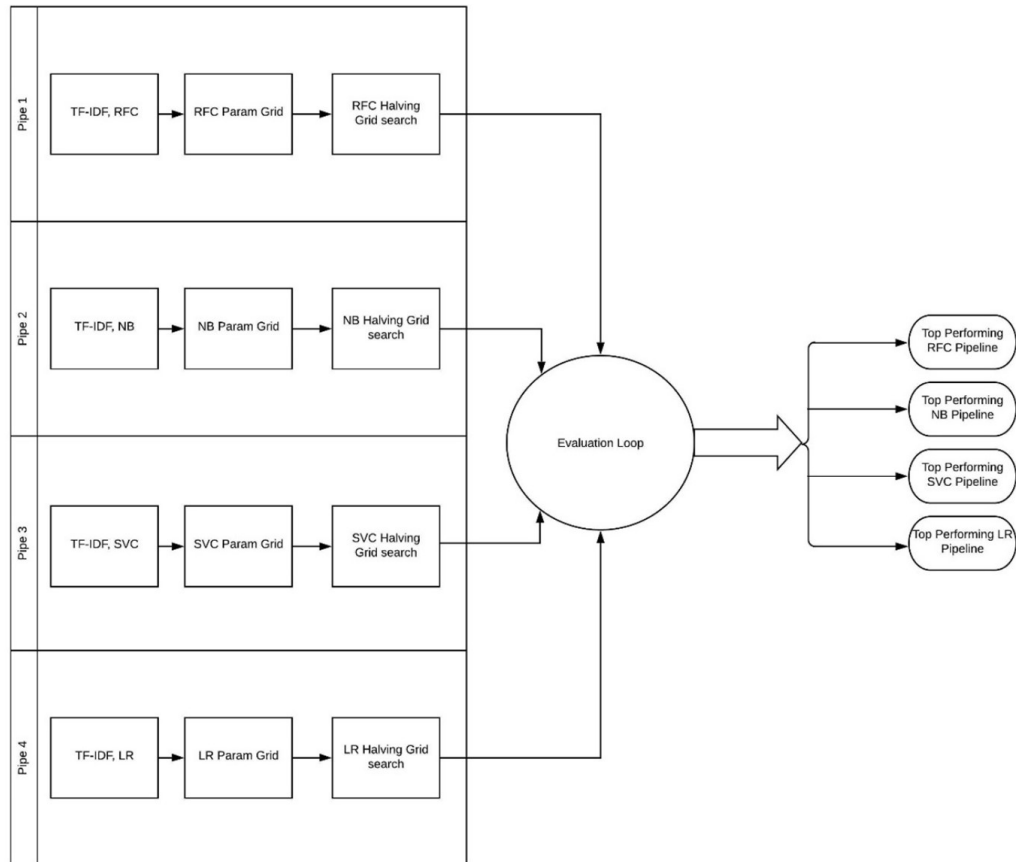 Pipe 1
TF-IDF, RFC
RFC Param Grid
RFC Halving
Grid search
Pipe 2
TF-IDF, NB
NB Param Grid
NB Halving Grid
search
Pipe 3
TF-IDF, SVC
SVC Param Grid
SVC Halving
Grid search
Pipe 4
TF-IDF, LR
LR Param Grid
LR Halving Grid
search
Evaluation Loop
Top Performing
RFC Pipeline
Top Performing
NB Pipeline
Top Performing
SVC Pipeline
Top Performing LR
Pipeline